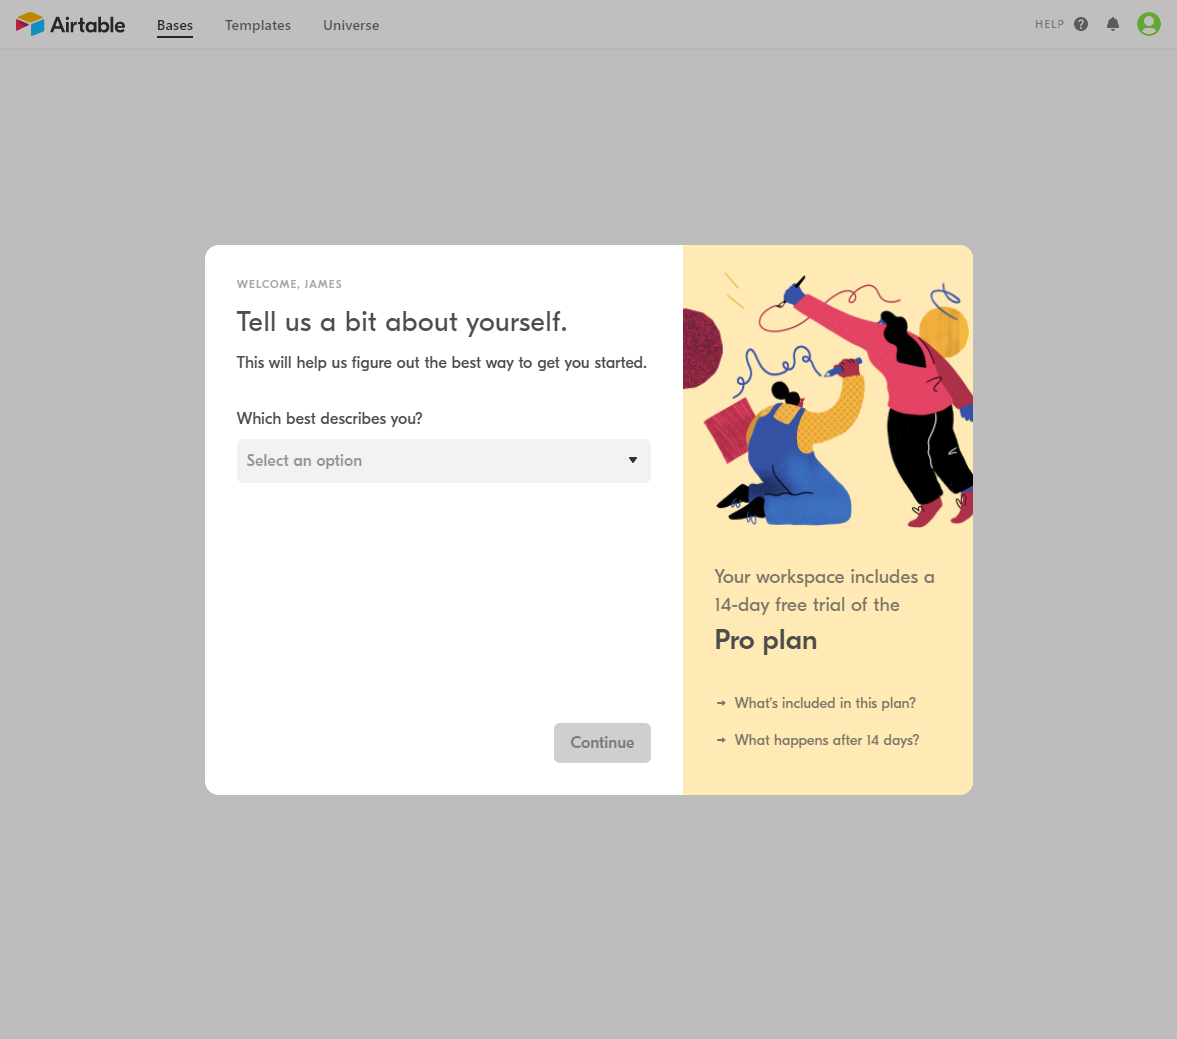 Airtable
Bases
Templates
Universe
HELP
WELCOME, JAMES
Tell us a bit about yourself.
This will help us figure out the best way to get you started.
Which best describes you?
Select an option
Continue
Your workspace includes a
14-day free trial of the
Pro plan
→ What's included in this plan?
→ What happens after 14 days?